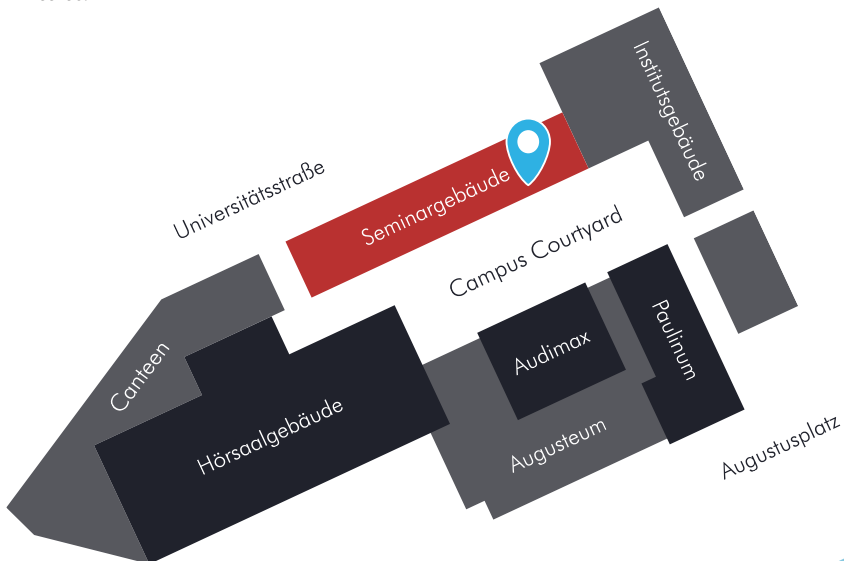 Institutsgebäude
Universitätsstraße
Seminargebäude
Campus Courtyard
Canteen
Audimax
Paulinum
Hörsaalgebäude
Augusteum
Augustusplatz